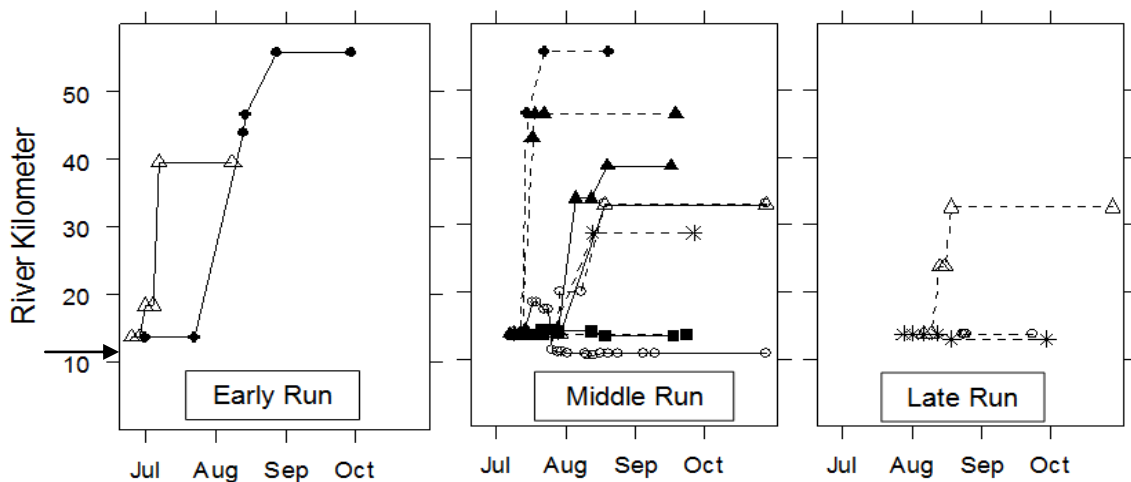 River Kilometer
50
40
30
20
10
Early Run
Middle Run
Late Run
Jul Aug Sep Oct
Jul Aug Sep Oct
Jul Aug Sep Oct